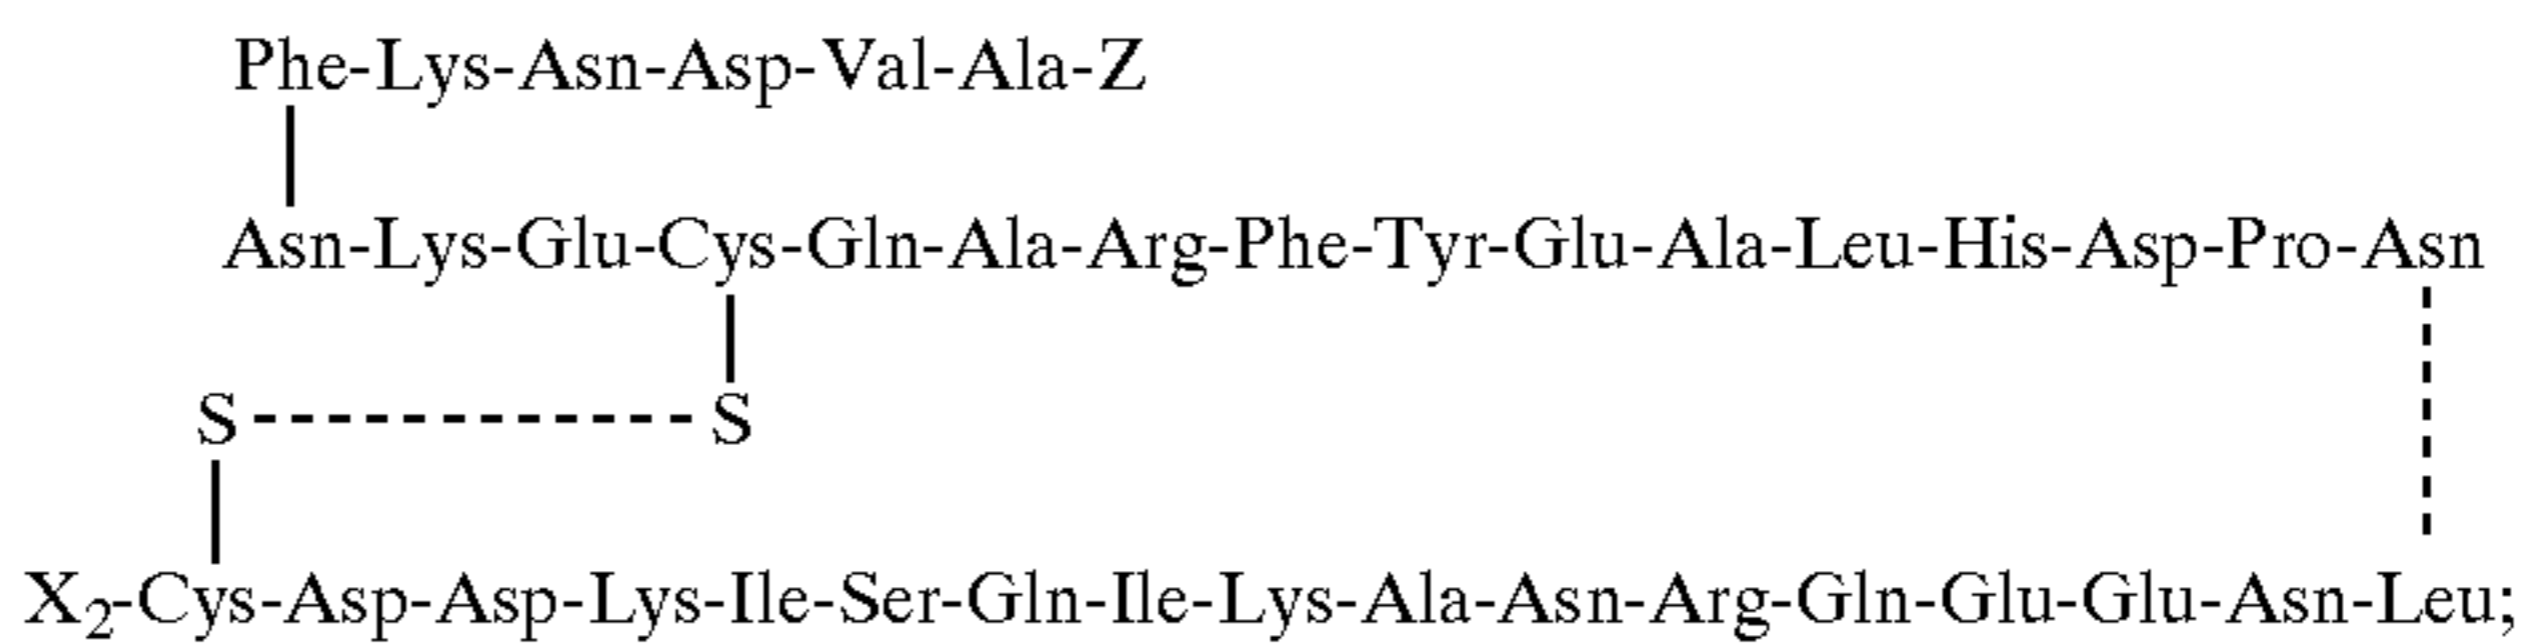 Phe-Lys-Asn-Asp-Val-Ala-Z
Asn-Lys-Glu-Cys-Gln-Ala-Arg-Phe-Tyr-Glu-Ala-Leu-His-Asp-Pro-Asn
S------------S
X₂-Cys-Asp-Asp-Lys-Ile-Ser-Gln-Ile-Lys-Ala-Asn-Arg-Gln-Glu-Glu-Asn-Leu;